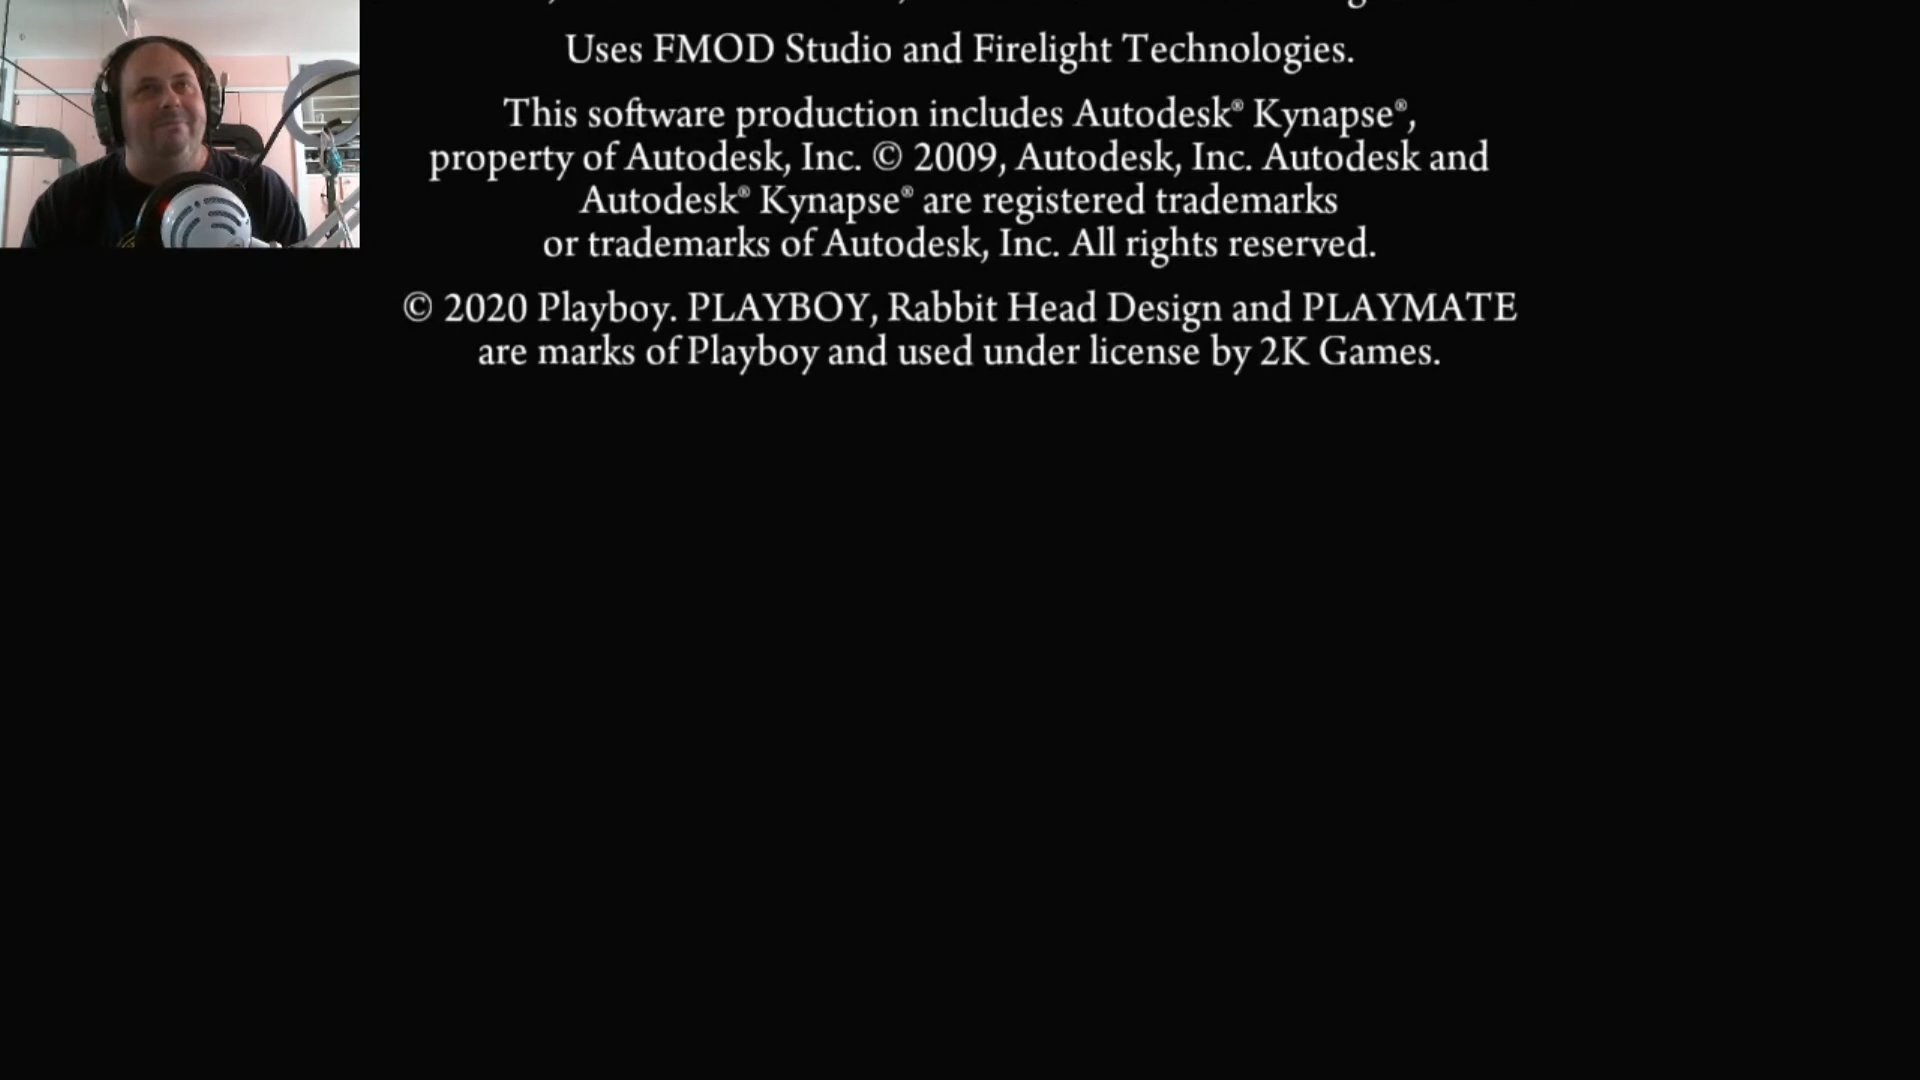 Uses FMOD Studio and Firelight Technologies.
This software production includes Autodesk® Kynapse®,
property of Autodesk, Inc. © 2009, Autodesk, Inc. Autodesk and
Autodesk® Kynapse® are registered trademarks
or trademarks of Autodesk, Inc. All rights reserved.
© 2020 Playboy. PLAYBOY, Rabbit Head Design and PLAYMATE
are marks of Playboy and used under license by 2K Games.